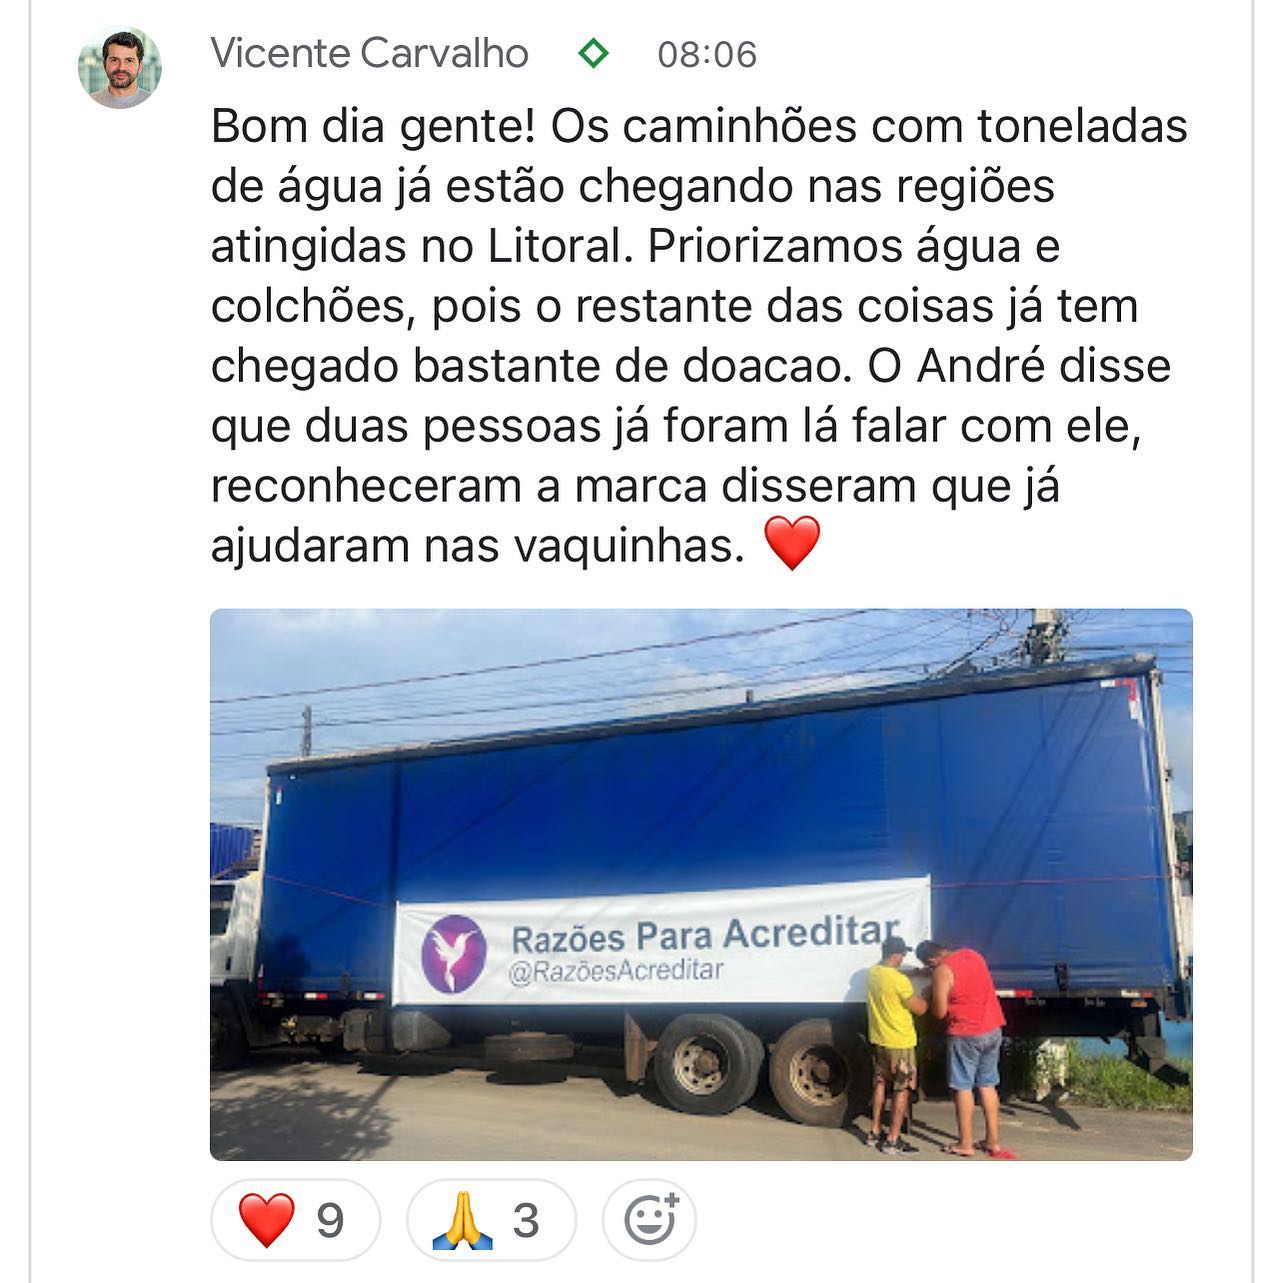 Vicente Carvalho 08:06
Bom dia gente! Os caminhões com toneladas
de água já estão chegando nas regiões
atingidas no Litoral. Priorizamos água e
colchões, pois o restante das coisas já tem
chegado bastante de doacao. O André disse
que duas pessoas já foram lá falar com ele,
reconheceram a marca disseram que já
ajudaram nas vaquinhas. ❤️
Razões Para Acreditar
@RazõesAcreditar
❤️ 9 🙏 3